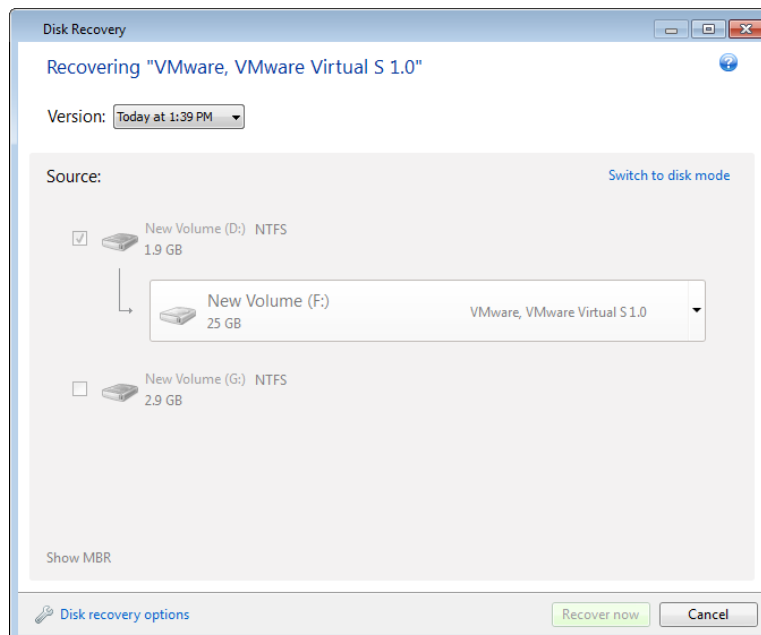 Disk Recovery
Recovering "VMware, VMware Virtual S 1.0"
Version: Today at 1:39 PM
Source:
Switch to disk mode
New Volume (D:) NTFS
1.9 GB
New Volume (F:)
25 GB
VMware, VMware Virtual S 1.0
New Volume (G:) NTFS
2.9 GB
Show MBR
Disk recovery options
Recover now
Cancel